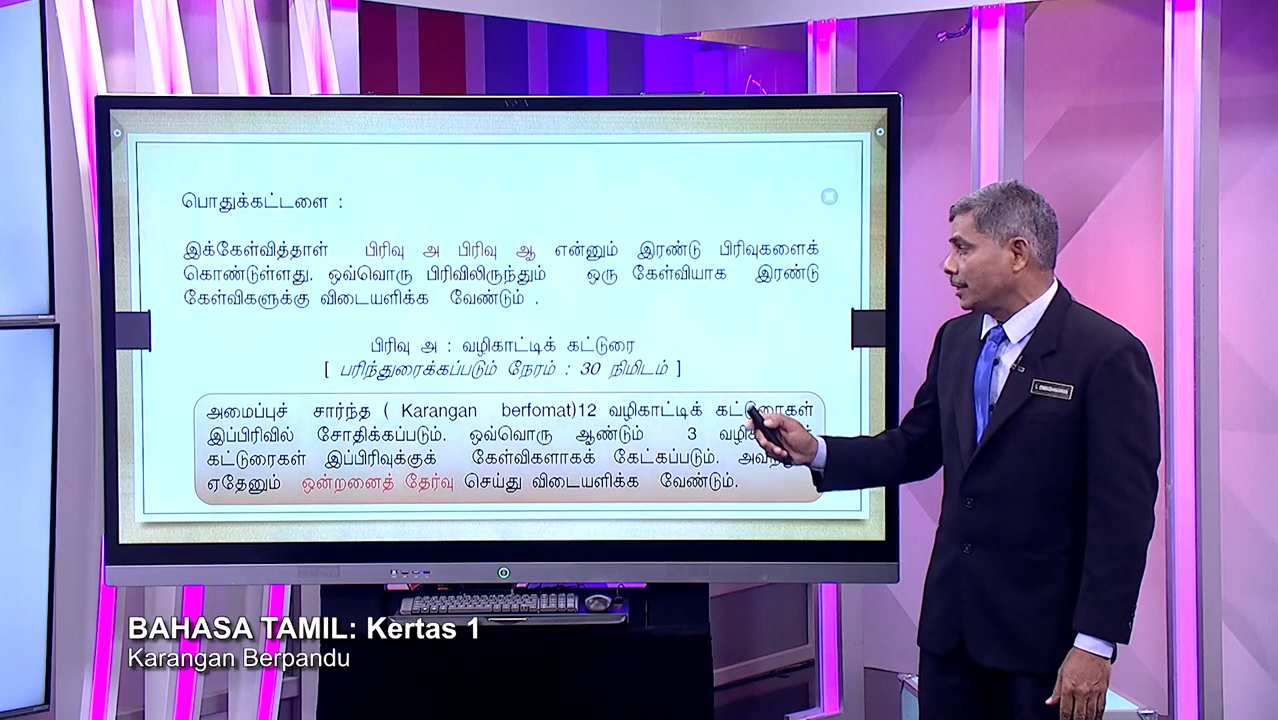 பொதுக்கட்டளை :
இக்கேள்வித்தாள் பிரிவு அ பிரிவு ஆ என்னும் இரண்டு பிரிவுகளைக்
கொண்டுள்ளது. ஒவ்வொரு பிரிவிலிருந்தும் ஒரு கேள்வியாக இரண்டு
கேள்விகளுக்கு விடையளிக்க வேண்டும் .
பிரிவு அ : வழிகாட்டிக் கட்டுரை
[ பரிந்துரைக்கப்படும் நேரம் : 30 நிமிடம் ]
அமைப்புச் சார்ந்த ( Karangan berfomat)12 வழிகாட்டிக் கட்டுரைகள்
இப்பிரிவில் சோதிக்கப்படும். ஒவ்வொரு ஆண்டும் 3
கட்டுரைகள் இப்பிரிவுக்குக் கேள்விகளாகக் கேட்கப்படும்.
ஏதேனும் ஒன்றனைத் தேர்வு செய்து விடையளிக்க வேண்டும்.
BAHASA TAMIL: Kertas 1
Karangan Berpandu